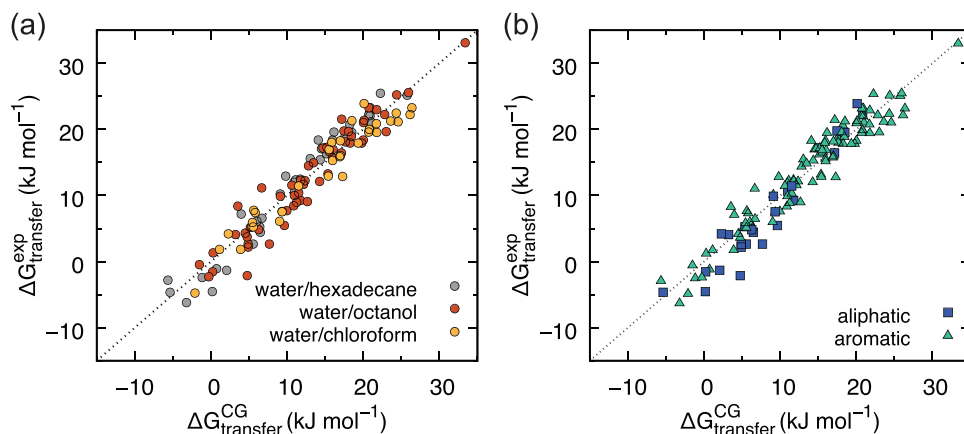 (a)
30
20
10
0
−10
ΔG^exp_transfer (kJ mol⁻¹)
water/hexadecane
water/octanol
water/chloroform
−10 0 10 20 30
ΔG^CG_transfer (kJ mol⁻¹)
(b)
30
20
10
0
−10
ΔG^exp_transfer (kJ mol⁻¹)
aliphatic
aromatic
−10 0 10 20 30
ΔG^CG_transfer (kJ mol⁻¹)